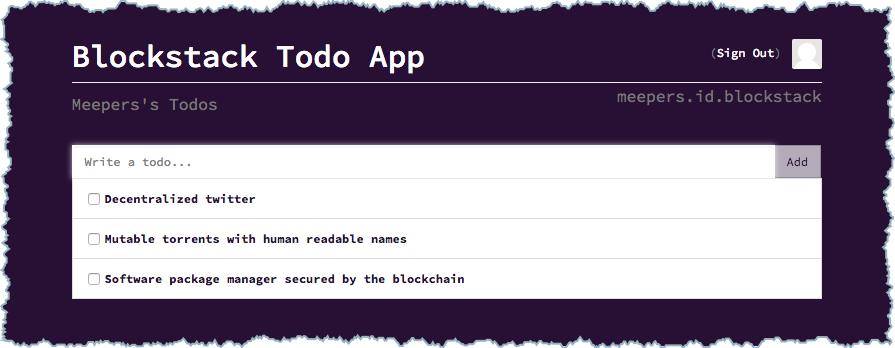 Blockstack Todo App
(Sign Out)
Meepers's Todos
meepers.id.blockstack
Write a todo...
Add
Decentralized twitter
Mutable torrents with human readable names
Software package manager secured by the blockchain